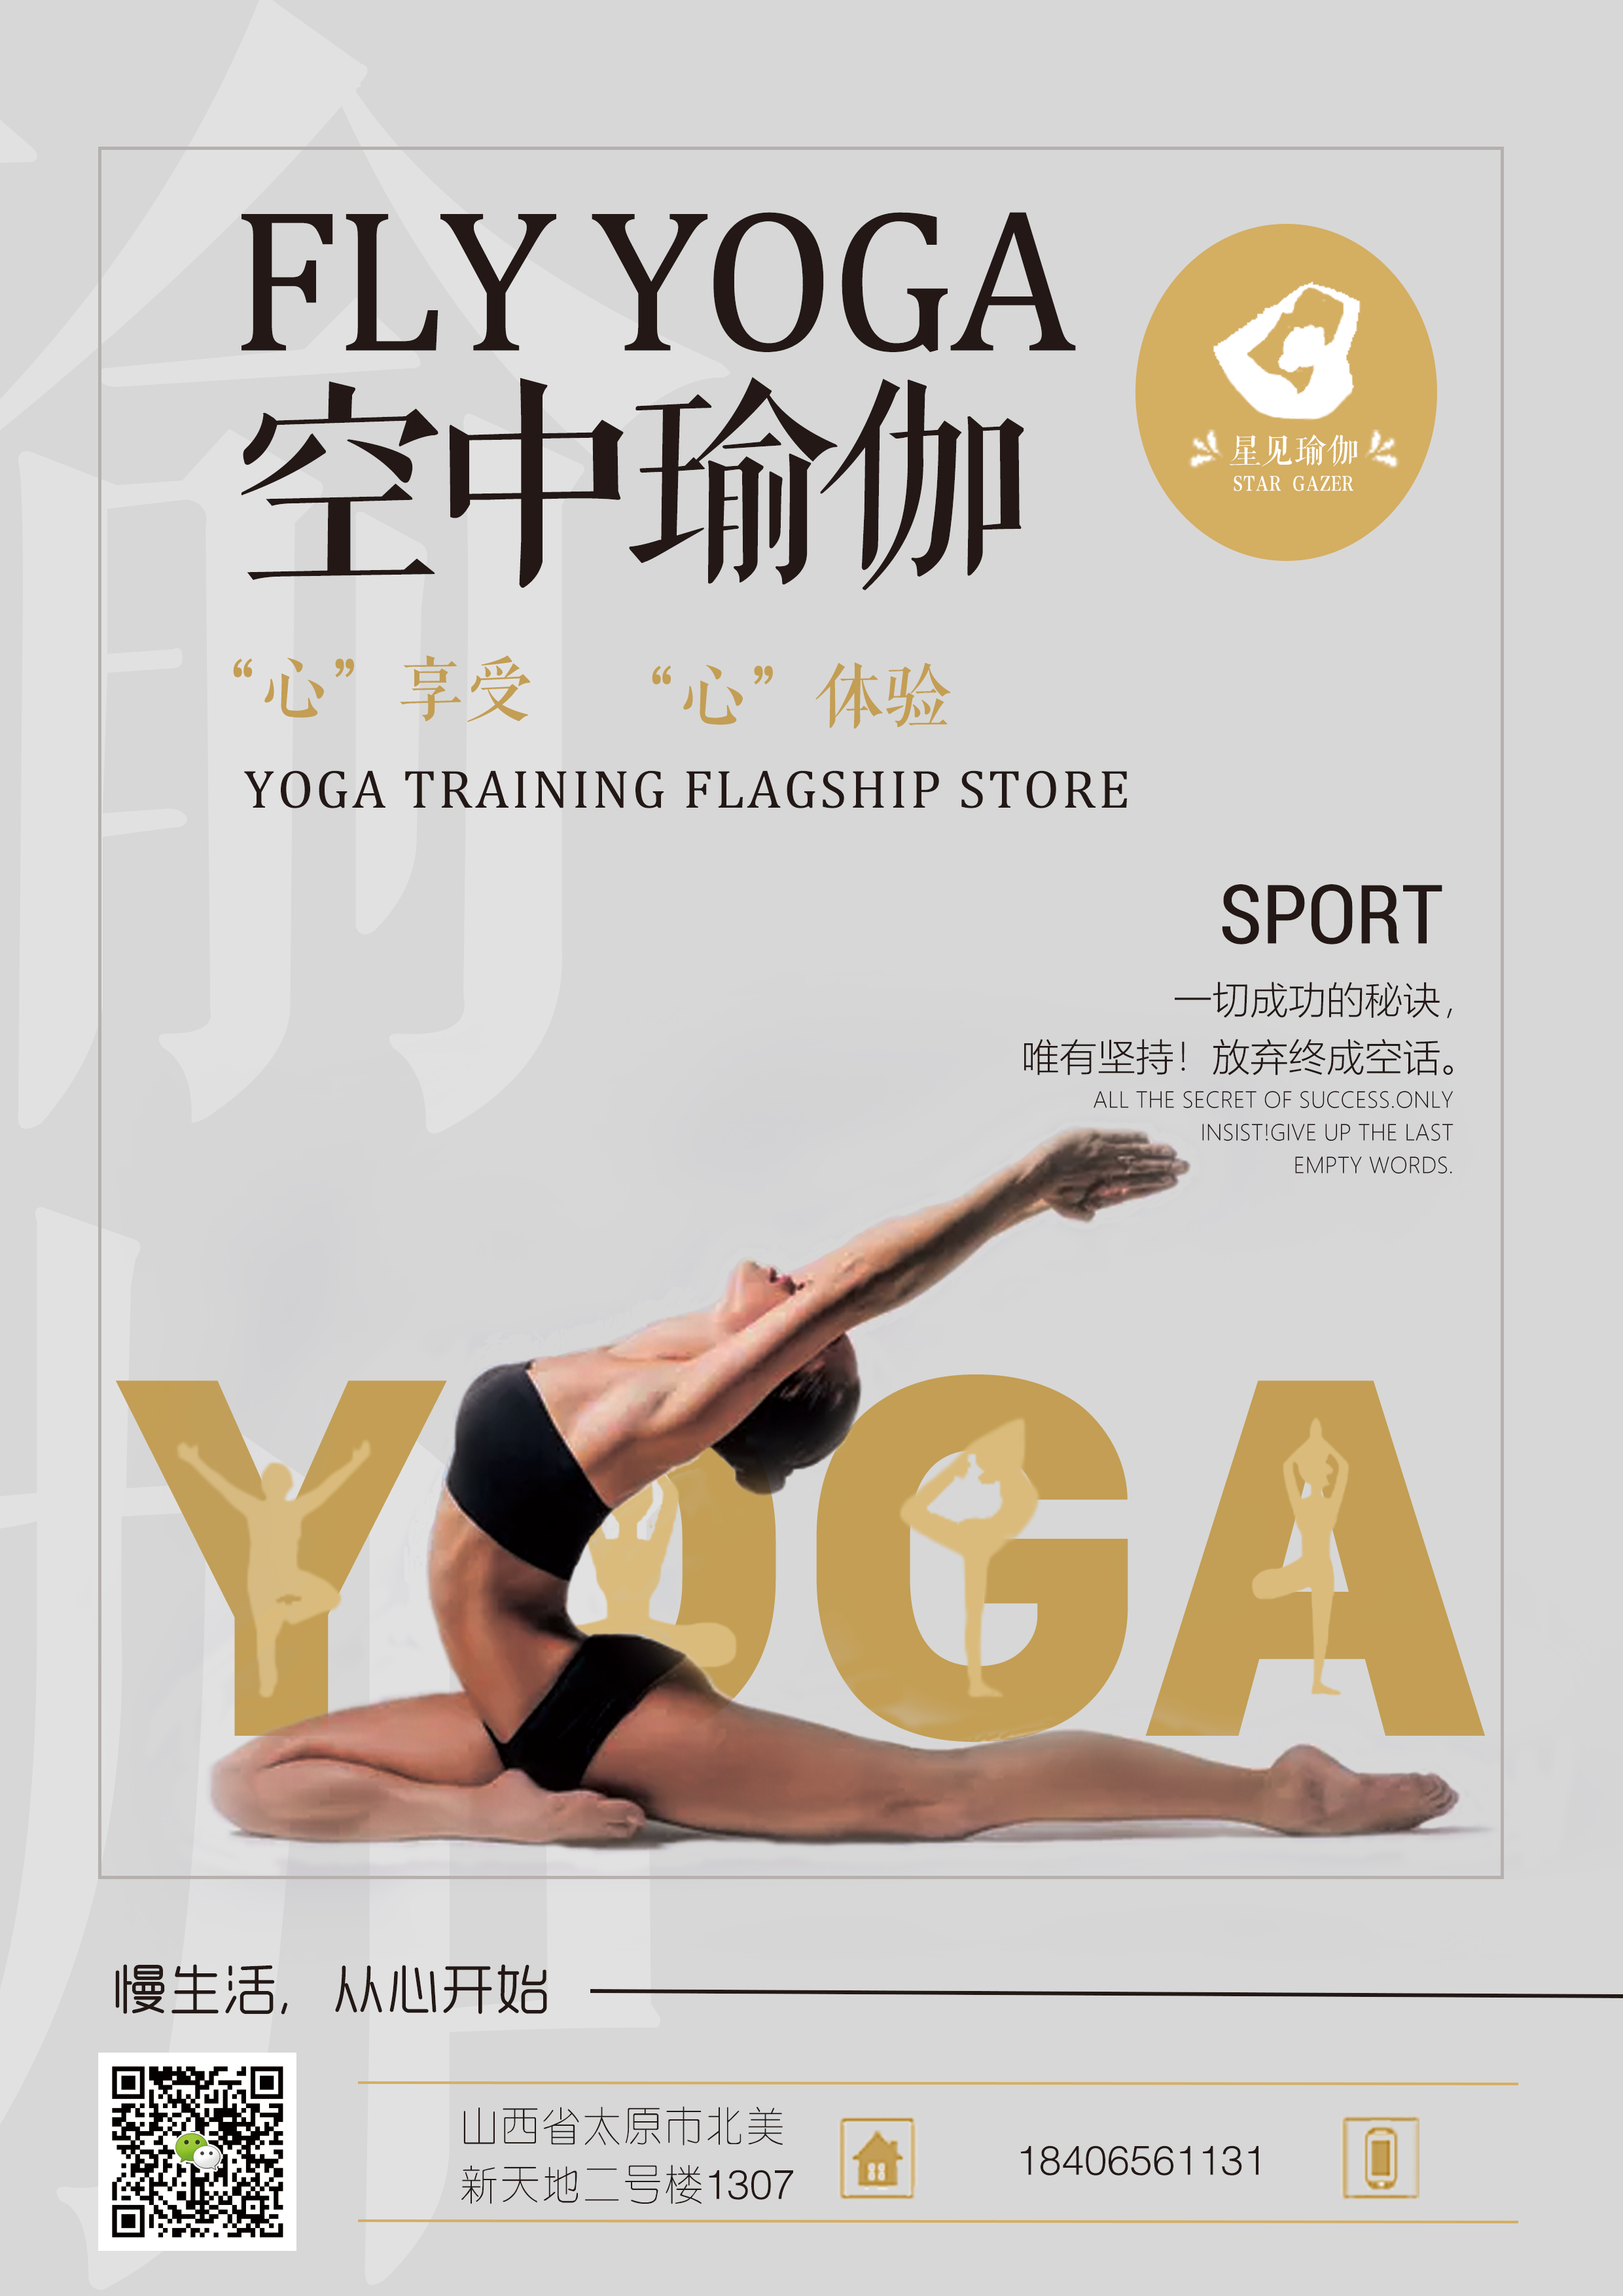 FLY YOGA
空中瑜伽
星见瑜伽
STAR GAZER
“心” 享受 “心” 体验
YOGA TRAINING FLAGSHIP STORE
SPORT
一切成功的秘诀，
唯有坚持！放弃终成空话。
ALL THE SECRET OF SUCCESS.ONLY
INSIST!GIVE UP THE LAST
EMPTY WORDS.
YOGA
慢生活，从心开始
山西省太原市北美
新天地二号楼1307
18406561131